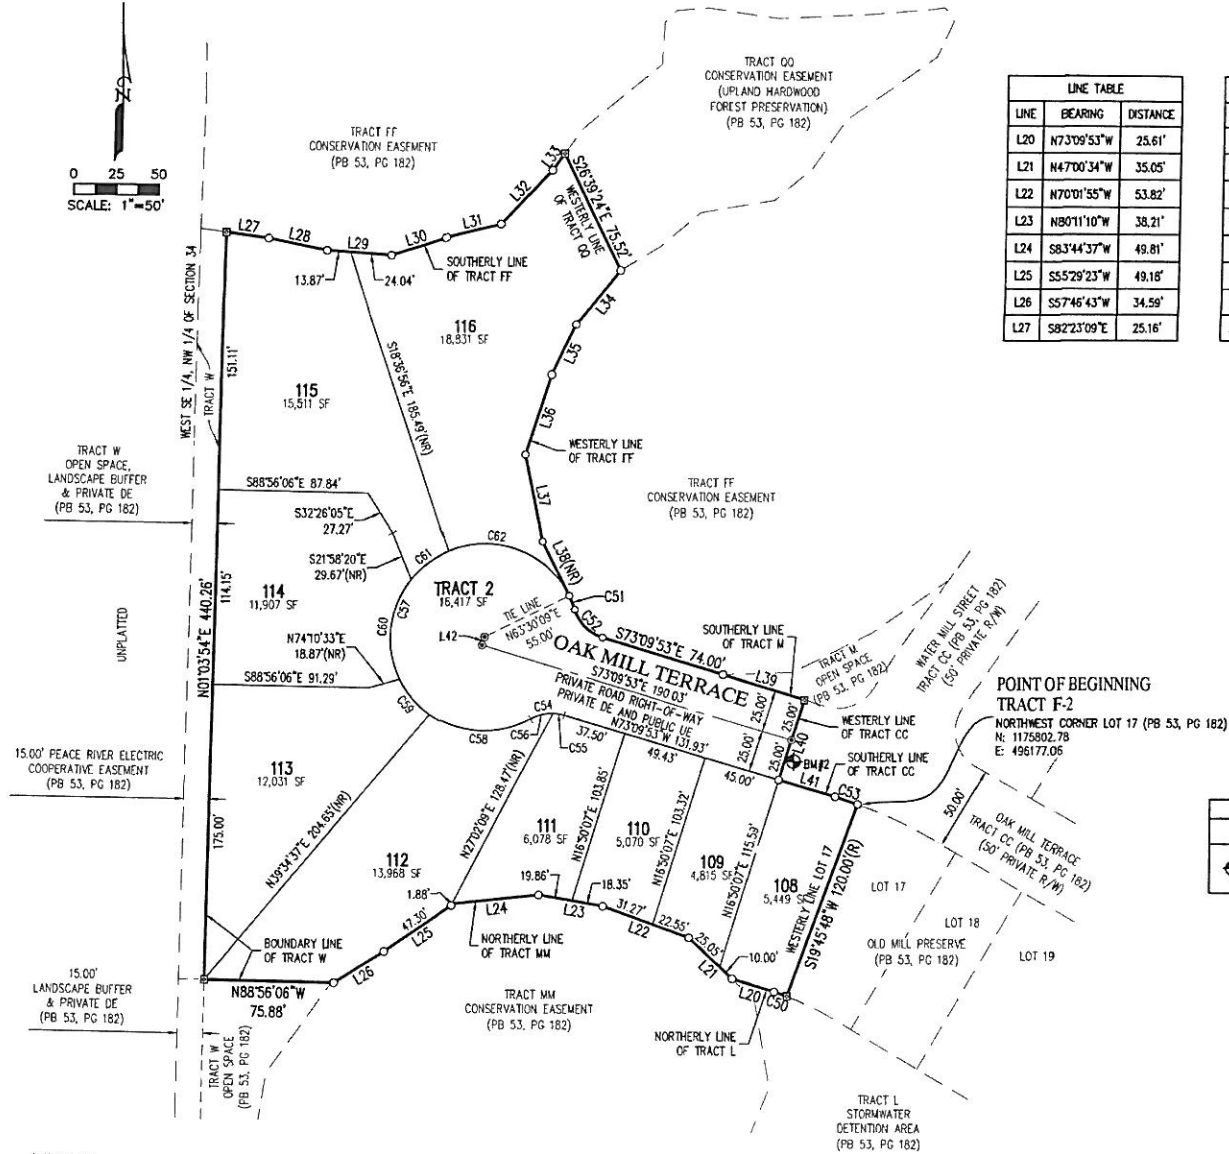 N
0 25 50
SCALE: 1"=50'
TRACT QQ
CONSERVATION EASEMENT
(UPLAND HARDWOOD
FOREST PRESERVATION)
(PB 53, PG 182)
TRACT FF
CONSERVATION EASEMENT
(PB 53, PG 182)
LINE TABLE
LINE BEARING DISTANCE
L20 N73°09'53"W 25.61'
L21 N47°00'34"W 35.05'
L22 N70°01'55"W 53.82'
L23 N80°11'10"W 38.21'
L24 S83°44'37"W 49.81'
L25 S55°29'23"W 49.18'
L26 S57°46'43"W 34.59'
L27 S82°23'09"E 25.16'
L27
L28
L29
L30
L31
L32
L33
S26°39'24"E 75.52'
WESTERLY LINE
OF TRACT QQ
13.87'
24.04'
SOUTHERLY LINE
OF TRACT FF
L34
L35
L36
L37
L38(NR)
WESTERLY LINE
OF TRACT FF
116
18,831 SF
S18°36'56"E 185.49'(NR)
115
15,511 SF
151.11'
WEST SE 1/4, NW 1/4 OF SECTION 34
TRACT W
TRACT W
OPEN SPACE,
LANDSCAPE BUFFER
& PRIVATE DE
(PB 53, PG 182)
TRACT FF
CONSERVATION EASEMENT
(PB 53, PG 182)
S88°56'06"E 87.84'
S32°26'05"E
27.27'
S21°58'20"E
29.67'(NR)
C61
C62
C57
C60
C59
C58
C51
C52
TRACT 2
16,417 SF
TIE LINE
N63°30'09"E
55.00'
L42
114
11,907 SF
114.15'
N01°03'54"E 440.26'
UNPLATTED
N74°10'33"E
18.87'(NR)
S88°56'06"E 91.29'
S73°09'53"E 74.00'
OAK MILL TERRACE
S73°09'53"E 190.03'
PRIVATE ROAD RIGHT-OF-WAY
PRIVATE DE AND PUBLIC UE
N73°09'53"W 131.93'
SOUTHERLY LINE
OF TRACT M
L39
TRACT M
OPEN SPACE
(PB 53, PG 182)
WATER MILL STREET
TRACT CC (PB 53, PG 182)
(50' PRIVATE R/W)
25.00'
25.00'
25.00'
25.00'
L40
WESTERLY LINE
OF TRACT CC
SOUTHERLY LINE
OF TRACT CC
BM#2
L41
C53
POINT OF BEGINNING
TRACT F-2
NORTHWEST CORNER LOT 17 (PB 53, PG 182)
N: 1175802.78
E: 496177.06
C54
C56
C55
37.50'
49.43'
45.00'
15.00' PEACE RIVER ELECTRIC
COOPERATIVE EASEMENT
(PB 53, PG 182)
113
12,031 SF
175.00'
N39°34'37"E 204.65'(NR)
N27°02'09"E 128.47'(NR)
112
13,968 SF
111
6,078 SF
N16°50'07"E 103.85'
110
5,070 SF
N16°50'07"E 103.32'
109
4,815 SF
N16°50'07"E 115.59'
108
5,449 SF
WESTERLY LINE LOT 17
S19°45'48"W 120.00'(R)
50.00'
OAK MILL TERRACE
TRACT CC (PB 53, PG 182)
(50' PRIVATE R/W)
LOT 17
LOT 18
LOT 19
OLD MILL PRESERVE
(PB 53, PG 182)
1.88'
19.86'
18.35'
31.27'
22.55'
25.05'
10.00'
47.30'
L24
L23
L22
L21
L20
C50
L25
L26
NORTHERLY LINE
OF TRACT MM
BOUNDARY LINE
OF TRACT W
N88°56'06"W
75.88'
15.00'
LANDSCAPE BUFFER
& PRIVATE DE
(PB 53, PG 182)
TRACT W
OPEN SPACE
(PB 53, PG 182)
TRACT MM
CONSERVATION EASEMENT
(PB 53, PG 182)
NORTHERLY LINE
OF TRACT L
TRACT L
STORMWATER
DETENTION AREA
(PB 53, PG 182)